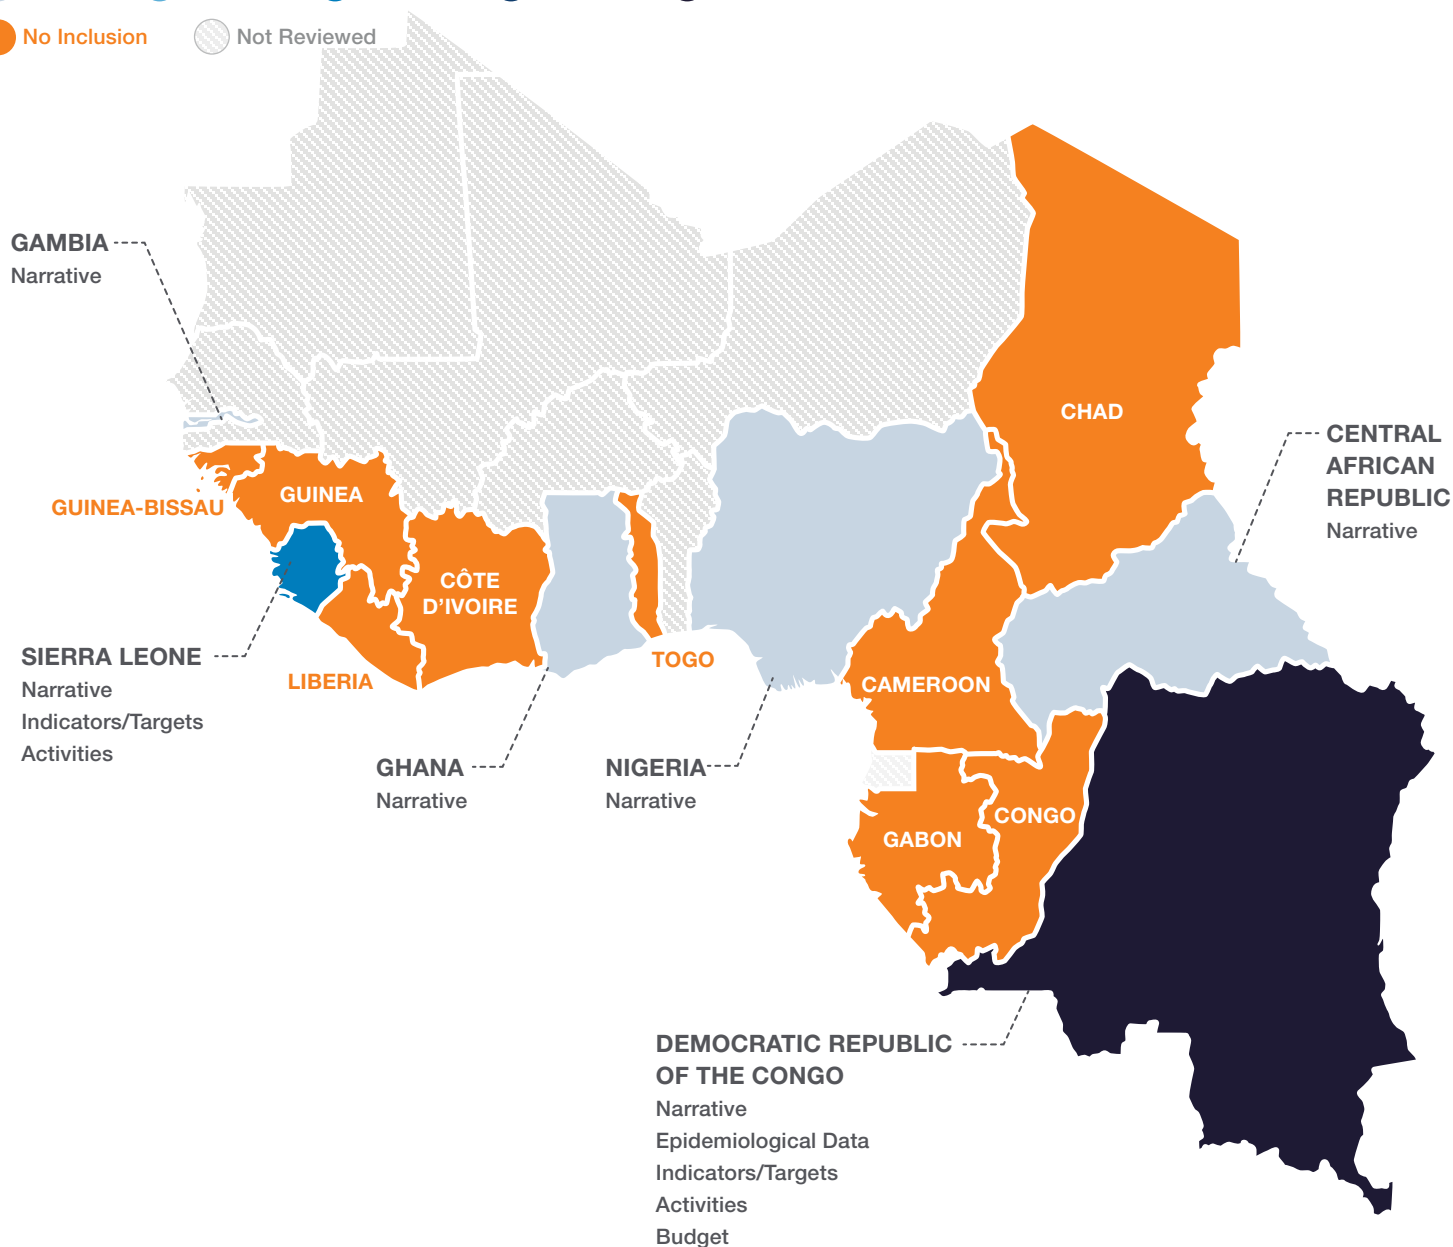 No Inclusion
Not Reviewed
GAMBIA
Narrative
CHAD
CENTRAL
AFRICAN
REPUBLIC
Narrative
GUINEA
GUINEA-BISSAU
CÔTE
D'IVOIRE
SIERRA LEONE
Narrative
Indicators/Targets
Activities
LIBERIA
TOGO
CAMEROON
GHANA
Narrative
NIGERIA
Narrative
CONGO
GABON
DEMOCRATIC REPUBLIC
OF THE CONGO
Narrative
Epidemiological Data
Indicators/Targets
Activities
Budget